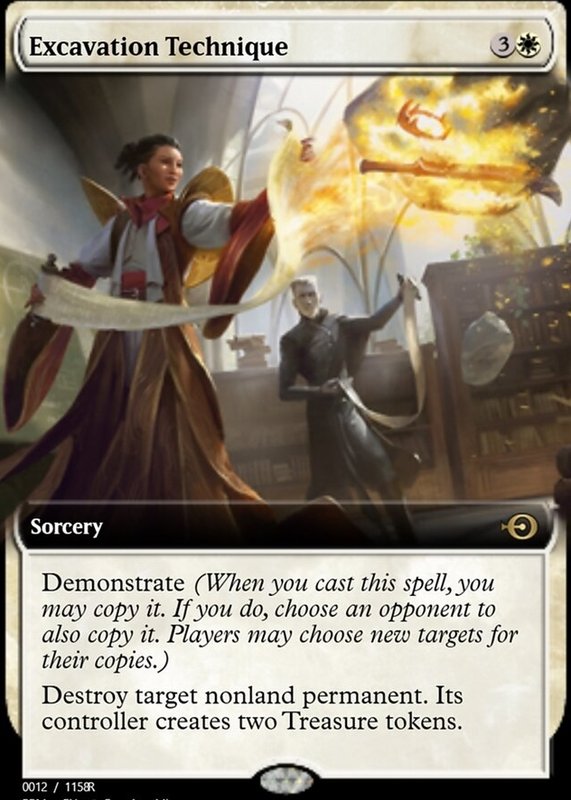 Excavation Technique 3
Sorcery
Demonstrate (When you cast this spell, you
may copy it. If you do, choose an opponent to
also copy it. Players may choose new targets for
their copies.)
Destroy target nonland permanent. Its
controller creates two Treasure tokens.
0012 / 1158R